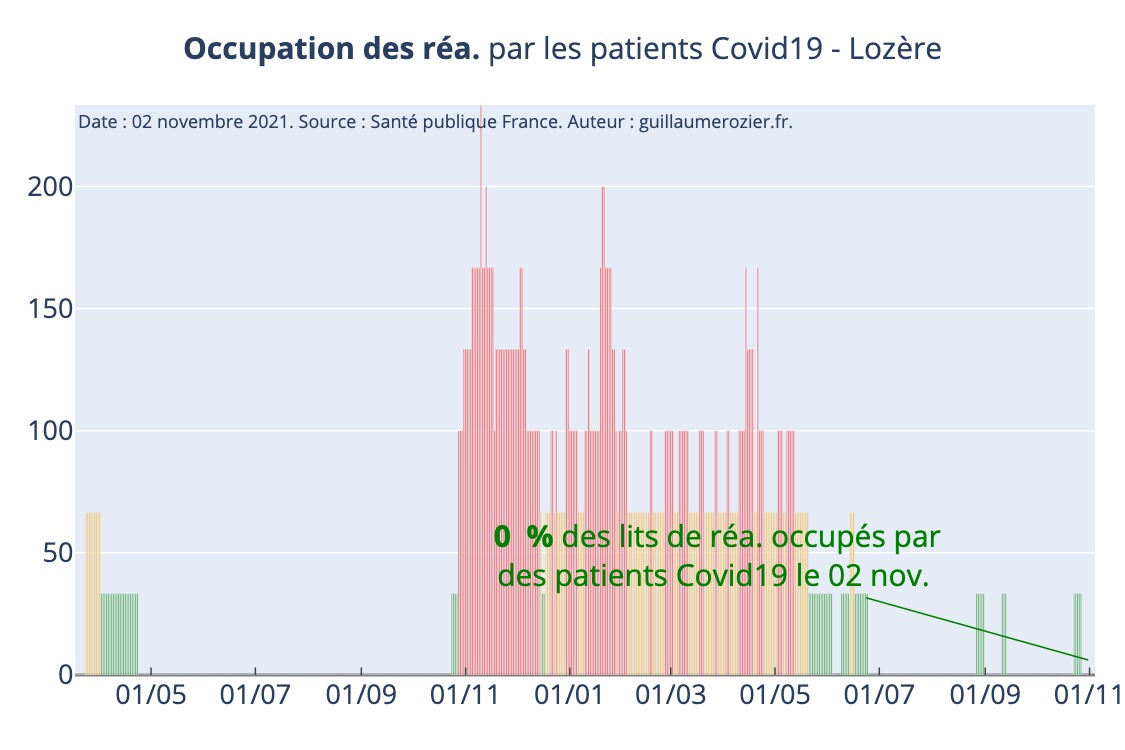 Occupation des réa. par les patients Covid19 - Lozère
Date : 02 novembre 2021. Source : Santé publique France. Auteur : guillaumerozier.fr.
200
150
100
50
0
0 % des lits de réa. occupés par
des patients Covid19 le 02 nov.
01/05 01/07 01/09 01/11 01/01 01/03 01/05 01/07 01/09 01/11